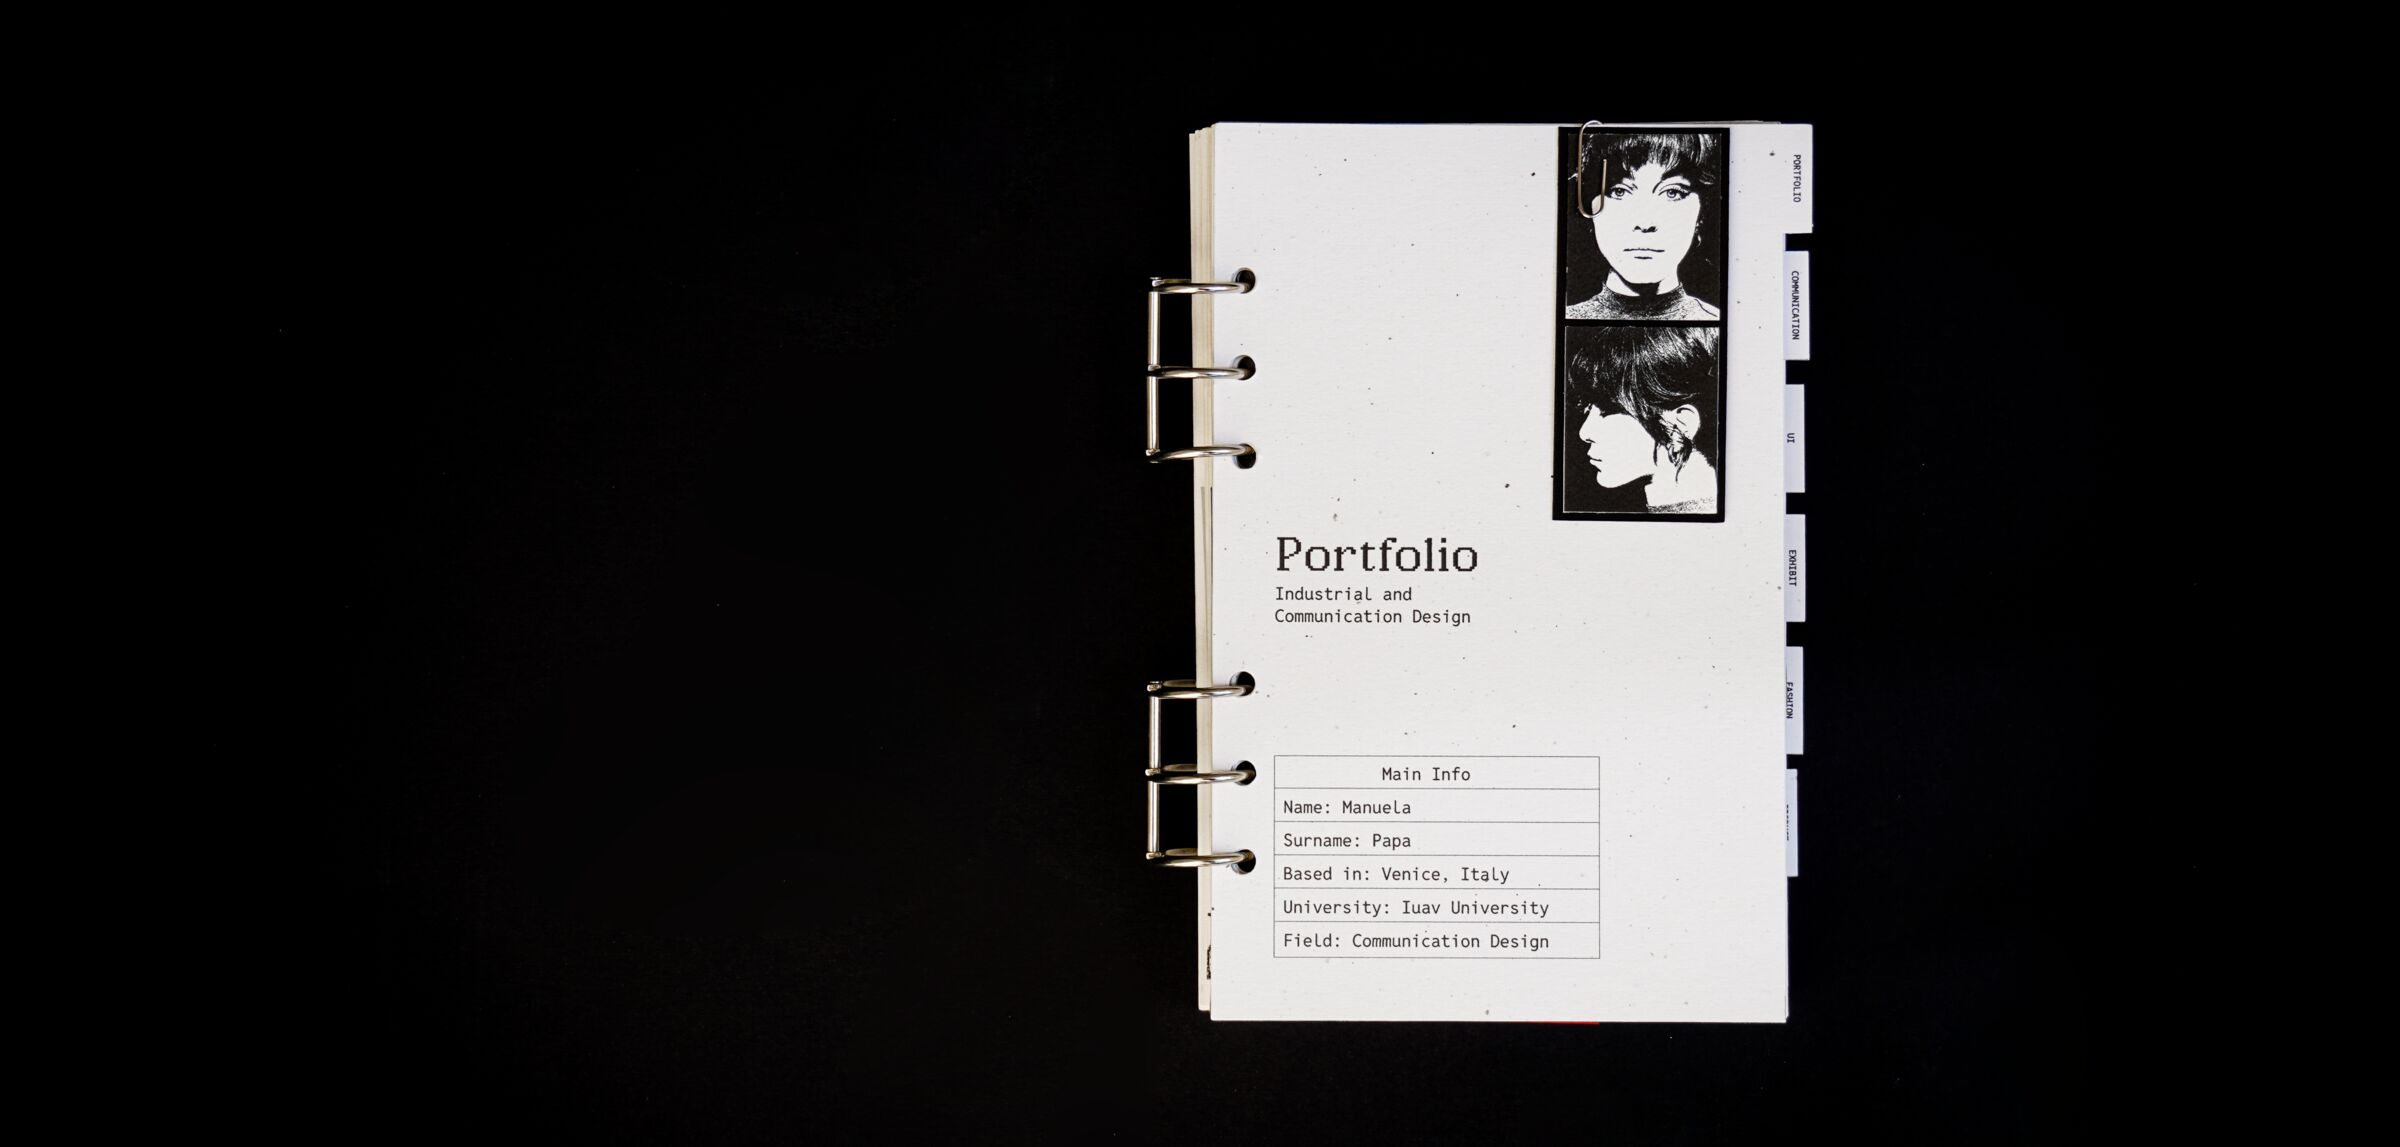 PORTFOLIO
COMMUNICATION
UI
EXHIBIT
FASHION
Portfolio
Industrial and
Communication Design
Main Info
Name: Manuela
Surname: Papa
Based in: Venice, Italy
University: Iuav University
Field: Communication Design